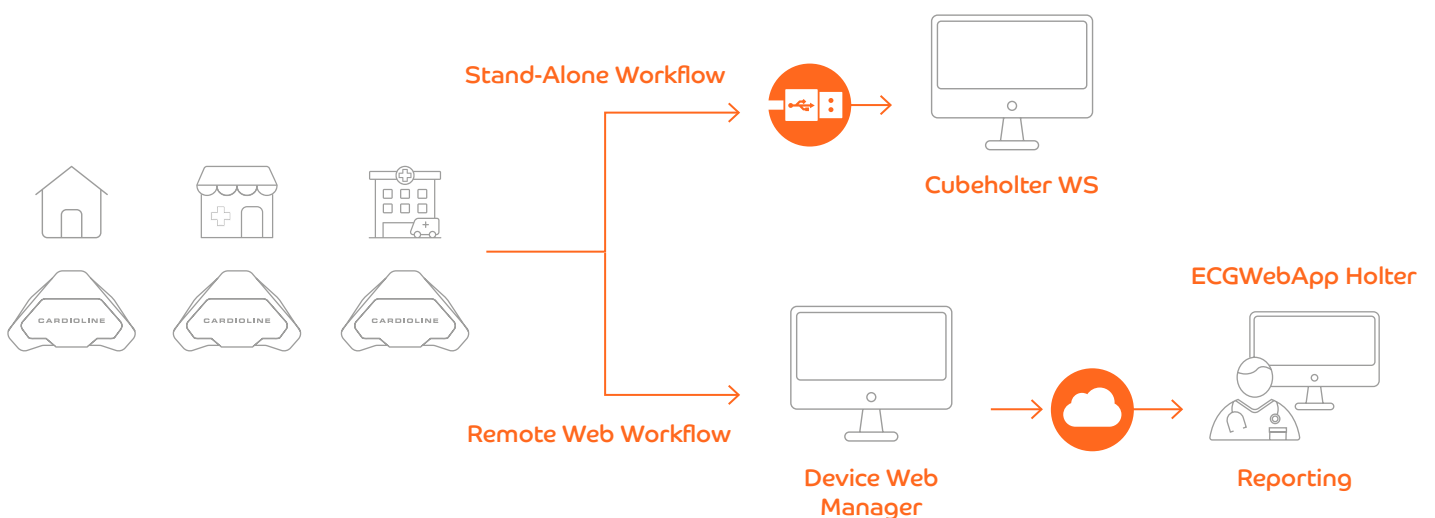 Stand-Alone Workflow
Cubeholter WS
CARDIOLINE
CARDIOLINE
CARDIOLINE
ECGWebApp Holter
Remote Web Workflow
Device Web
Manager
Reporting